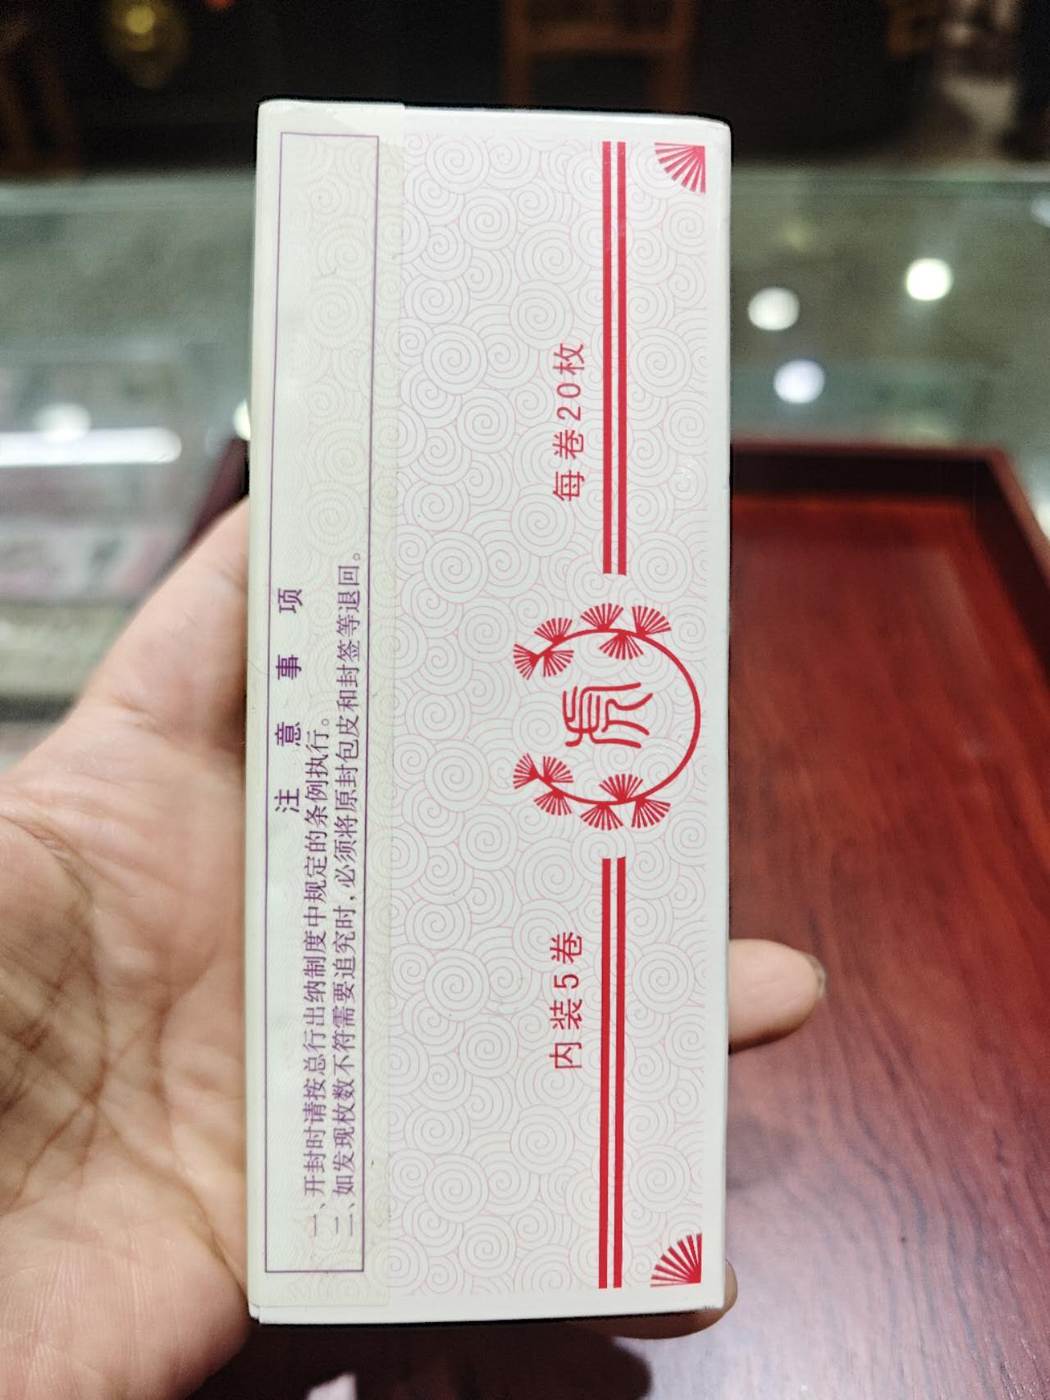 注意事项
一、开封时请按总行出纳制度中规定的条例执行。
二、如发现枚数不符需要追究时,必须将原封包皮和封签等退回。
内装5卷
虎
每卷20枚